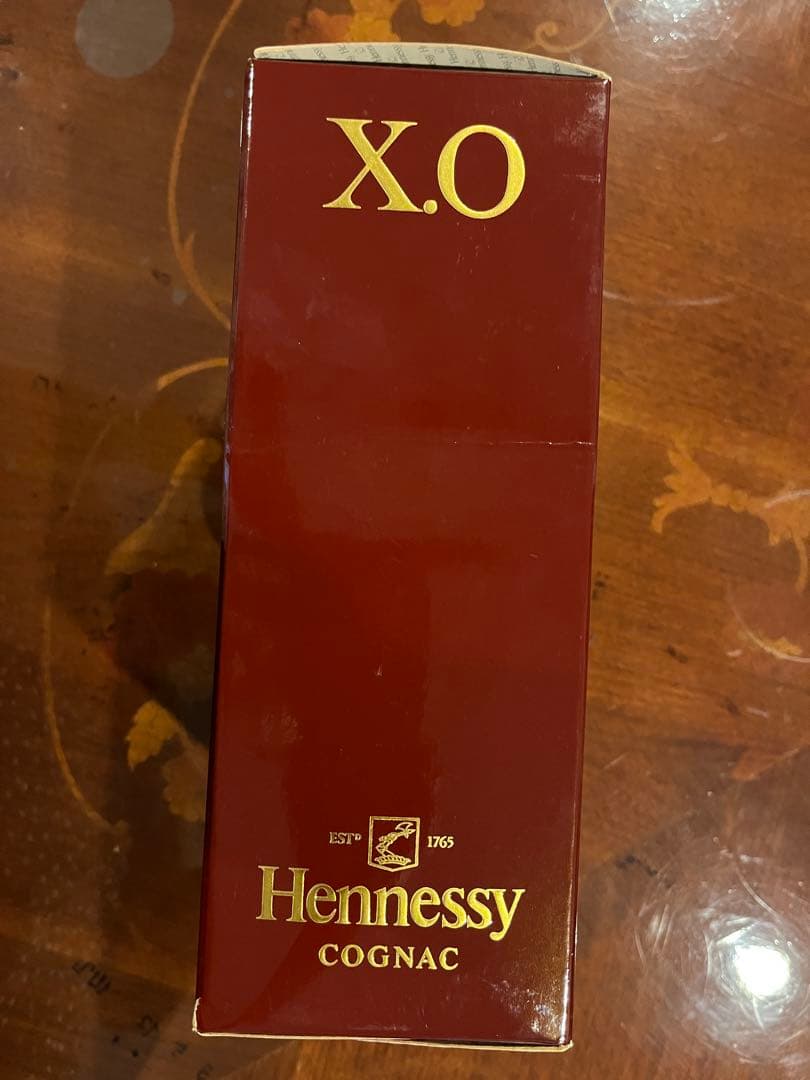 X.O
ESTD 1765
Hennessy
COGNAC